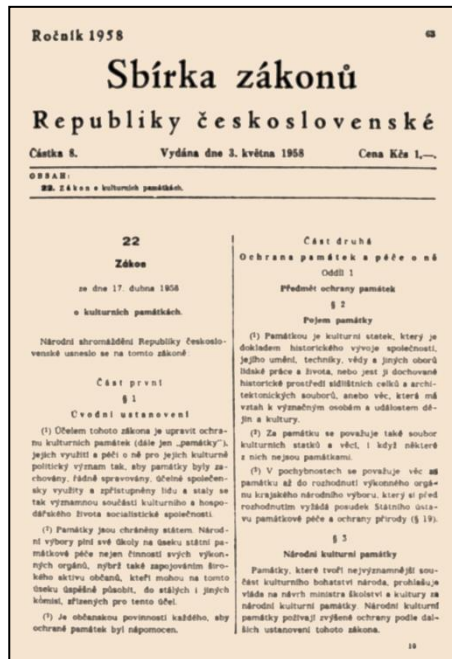 Ročník 1958
63
Sbírka zákonů
Republiky československé
Částka 8.
Vydána dne 3. května 1958
Cena Kčs 1,—.
OBSAH:
22. Zákon o kulturních památkách.
22
Zákon
ze dne 17. dubna 1958
o kulturních památkách.
Národní shromáždění Republiky českoslo-
venské usneslo se na tomto zákoně:
Část první
§ 1
Úvodní ustanovení
(1) Účelem tohoto zákona je upravit ochra-
nu kulturních památek (dále jen „památky"),
jejich využití a péči o ně pro jejich kulturně
politický význam tak, aby památky byly za-
chovány, řádně spravovány, účelně společen-
sky využity a zpřístupněny lidu a staly se
tak významnou součástí kulturního a hospo-
dářského života socialistické společnosti.
(2) Památky jsou chráněny státem. Národ-
ní výbory plní své úkoly na úseku státní pa-
mátkové péče nejen činností svých výkon-
ných orgánů, nýbrž také zapojováním širo-
kého aktivu občanů, kteří mohou na tomto
úseku úspěšně působit, do stálých i jiných
komisí, zřízených pro tento účel.
(3) Je občanskou povinností každého, aby
ochraně památek byl nápomocen.
Část druhá
Ochrana památek a péče o ně
Oddíl 1
Předmět ochrany památek
§ 2
Pojem památky
(1) Památkou je kulturní statek, který je
dokladem historického vývoje společnosti,
jejího umění, techniky, vědy a jiných oborů
lidské práce a života, nebo jest jí dochované
historické prostředí sídlištních celků a archi-
tektonických souborů, anebo věc, která má
vztah k význačným osobám a událostem dě-
jin a kultury.
(2) Za památku se považuje také soubor
kulturních statků a věcí, i když některé
z nich nejsou památkami.
(3) V pochybnostech se považuje věc za
památku až do rozhodnutí výkonného orgá-
nu krajského národního výboru, který si před
rozhodnutím vyžádá posudek Státního ústa-
vu památkové péče a ochrany přírody (§ 19).
§ 3
Národní kulturní památky
Památky, které tvoří nejvýznamnější sou-
část kulturního bohatství národa, prohlašuje
vláda na návrh ministra školství a kultury za
národní kulturní památky. Národní kulturní
památky požívají zvýšené ochrany podle dal-
ších ustanovení tohoto zákona.
10